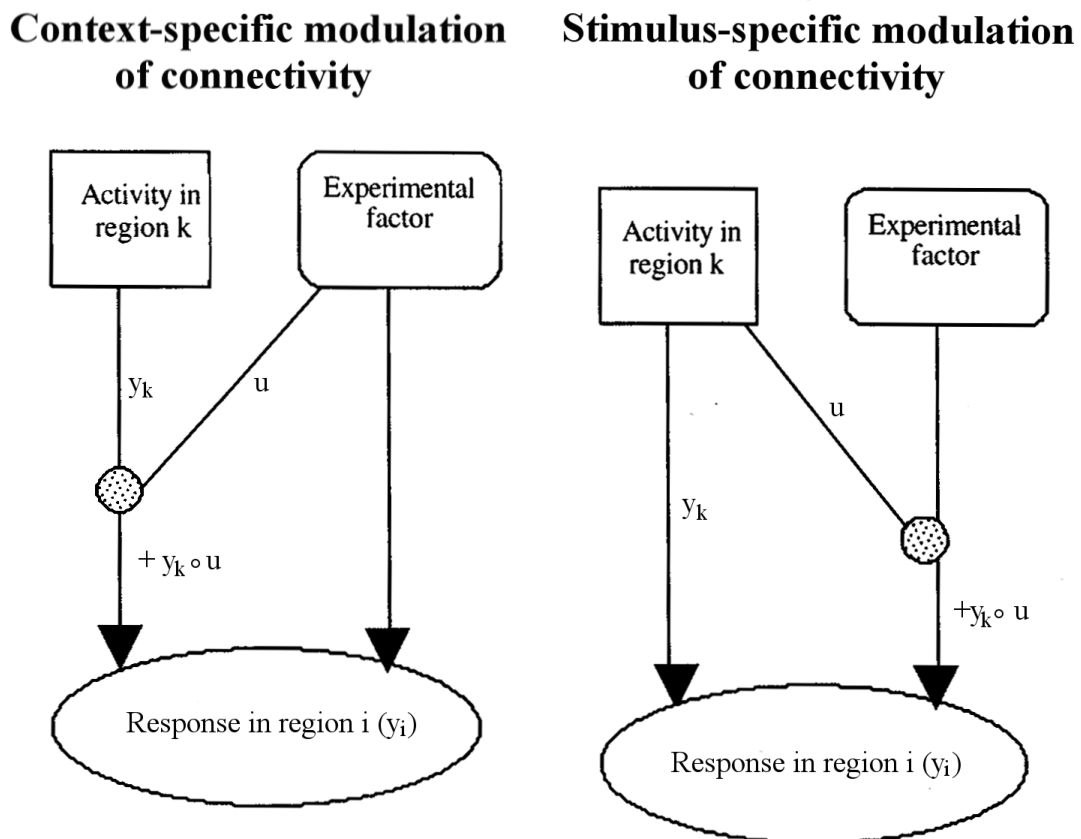 Context-specific modulation
of connectivity
Activity in
region k
Experimental
factor
yk
u
+ yk ∘ u
Response in region i (yi)
Stimulus-specific modulation
of connectivity
Activity in
region k
Experimental
factor
u
yk
+yk∘ u
Response in region i (yi)